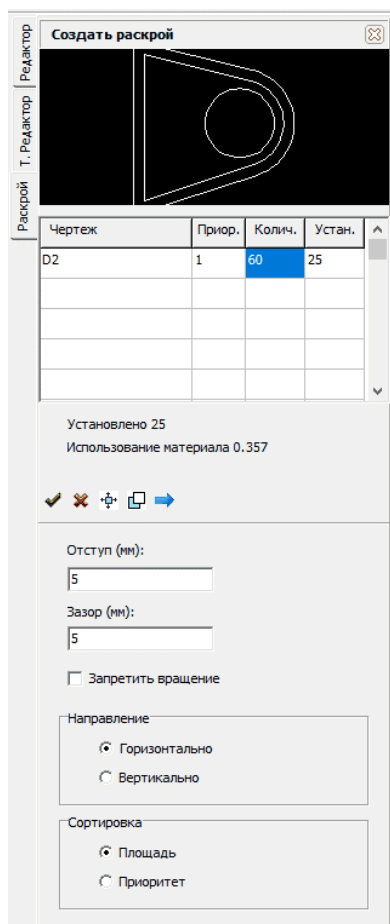 Создать раскрой
Редактор
Т. Редактор
Раскрой
Чертеж Приор. Колич. Устан.
D2 1 60 25
Установлено 25
Использование материала 0.357
Отступ (мм):
5
Зазор (мм):
5
Запретить вращение
Направление
Горизонтально
Вертикально
Сортировка
Площадь
Приоритет